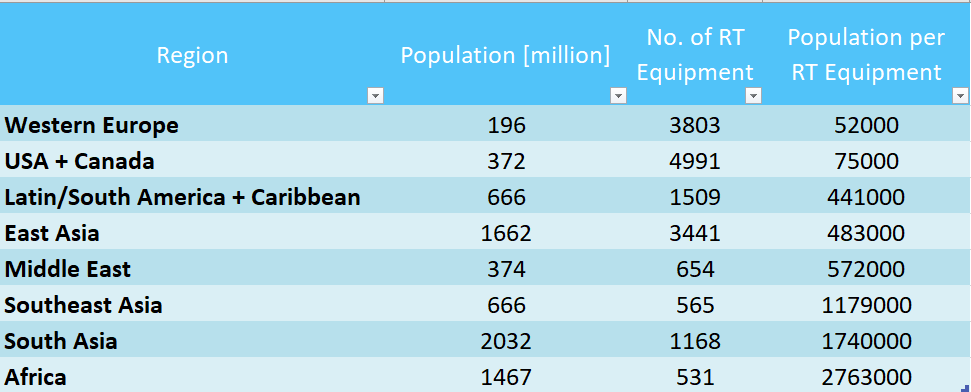 Region Population [million] No. of RT Equipment Population per RT Equipment
Western Europe 196 3803 52000
USA + Canada 372 4991 75000
Latin/South America + Caribbean 666 1509 441000
East Asia 1662 3441 483000
Middle East 374 654 572000
Southeast Asia 666 565 1179000
South Asia 2032 1168 1740000
Africa 1467 531 2763000